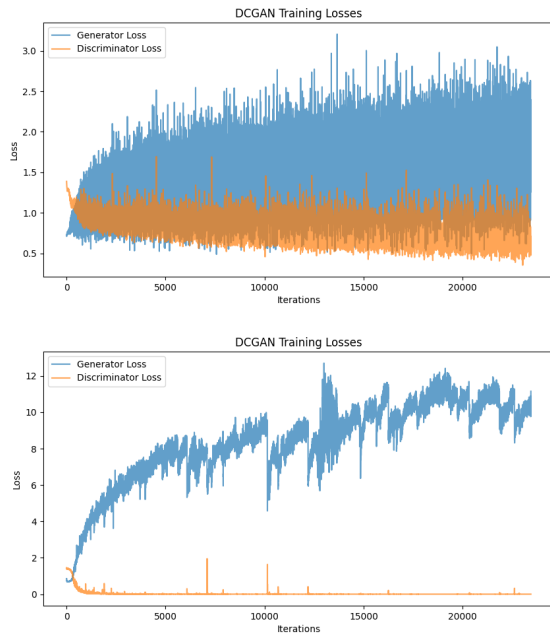 DCGAN Training Losses
Generator Loss
Discriminator Loss
3.0
2.5
2.0
1.5
1.0
0.5
Loss
0 5000 10000 15000 20000
Iterations
DCGAN Training Losses
Generator Loss
Discriminator Loss
12
10
8
6
4
2
0
Loss
0 5000 10000 15000 20000
Iterations